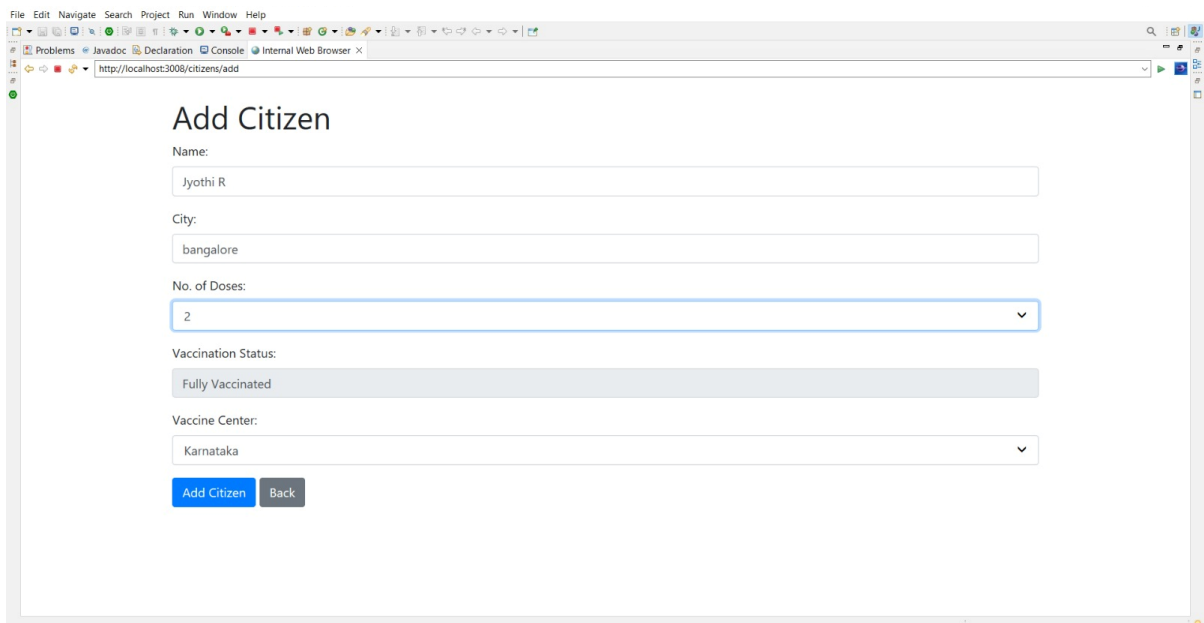 File Edit Navigate Search Project Run Window Help
Problems Javadoc Declaration Console Internal Web Browser
http://localhost:3008/citizens/add
Add Citizen
Name:
Jyothi R
City:
bangalore
No. of Doses:
2
Vaccination Status:
Fully Vaccinated
Vaccine Center:
Karnataka
Add Citizen Back